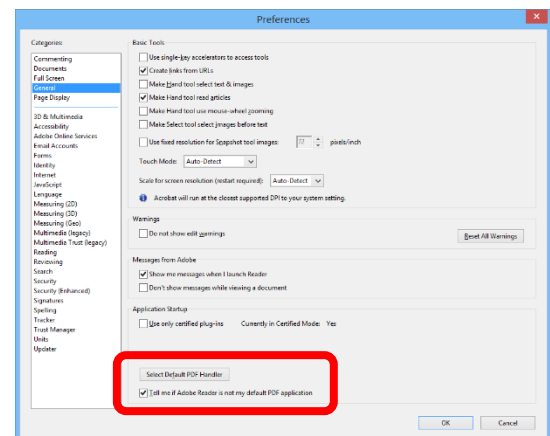 Preferences
Categories:
Commenting
Documents
Full Screen
General
Page Display
3D & Multimedia
Accessibility
Adobe Online Services
Email Accounts
Forms
Identity
Internet
JavaScript
Language
Measuring (2D)
Measuring (3D)
Measuring (Geo)
Multimedia (legacy)
Multimedia Trust (legacy)
Reading
Reviewing
Search
Security
Security (Enhanced)
Signatures
Spelling
Tracker
Trust Manager
Units
Updater
Basic Tools
Use single-key accelerators to access tools
Create links from URLs
Make Hand tool select text & images
Make Hand tool read articles
Make Hand tool use mouse-wheel zooming
Make Select tool select images before text
Use fixed resolution for Snapshot tool images: 72 pixels/inch
Touch Mode: Auto-Detect
Scale for screen resolution (restart required): Auto-Detect
Acrobat will run at the closest supported DPI to your system setting.
Warnings
Do not show edit warnings
Reset All Warnings
Messages from Adobe
Show me messages when I launch Reader
Don't show messages while viewing a document
Application Startup
Use only certified plug-ins Currently in Certified Mode: Yes
Select Default PDF Handler
Tell me if Adobe Reader is not my default PDF application
OK Cancel